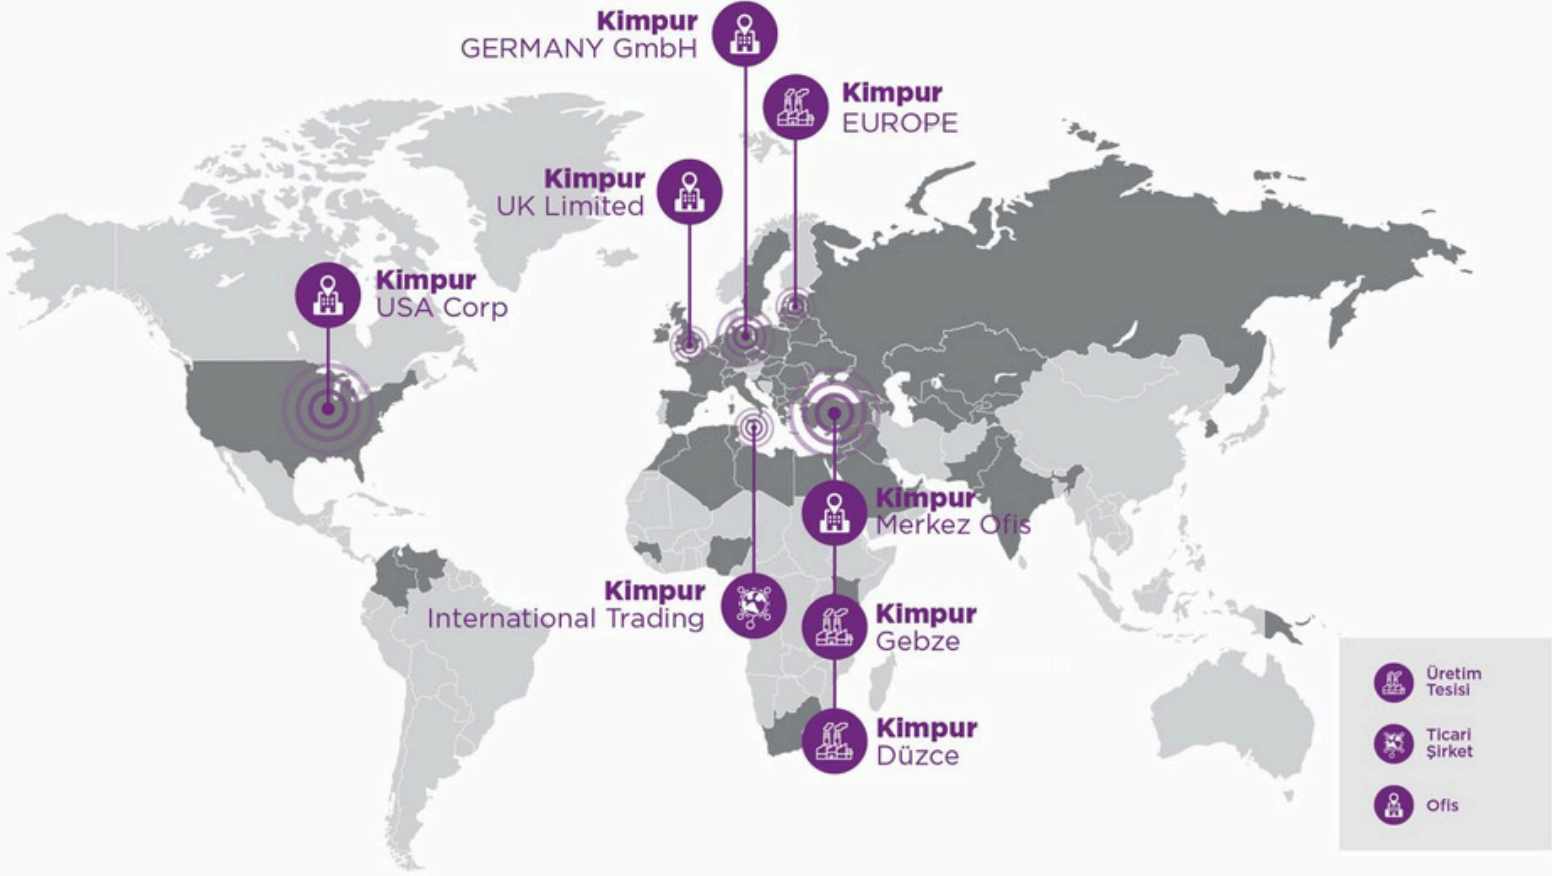 Kimpur
GERMANY GmbH
Kimpur
EUROPE
Kimpur
UK Limited
Kimpur
USA Corp
Kimpur
Merkez Ofis
Kimpur
International Trading
Kimpur
Gebze
Kimpur
Düzce
Üretim
Tesisi
Ticari
Şirket
Ofis